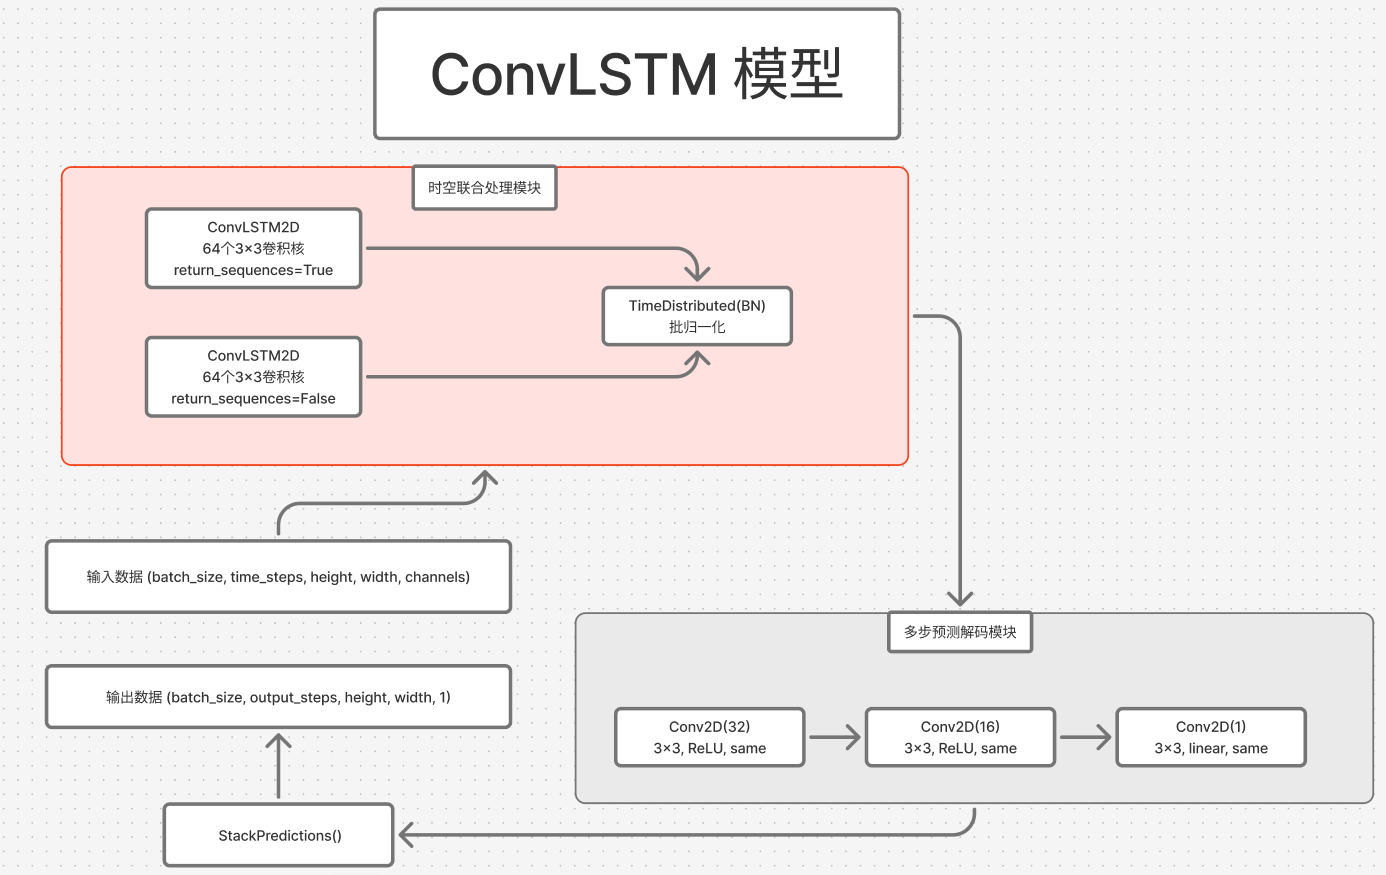 ConvLSTM 模型
时空联合处理模块
ConvLSTM2D
64个3×3卷积核
return_sequences=True
TimeDistributed(BN)
批归一化
ConvLSTM2D
64个3×3卷积核
return_sequences=False
输入数据 (batch_size, time_steps, height, width, channels)
多步预测解码模块
输出数据 (batch_size, output_steps, height, width, 1)
Conv2D(32)
3×3, ReLU, same
Conv2D(16)
3×3, ReLU, same
Conv2D(1)
3×3, linear, same
StackPredictions()